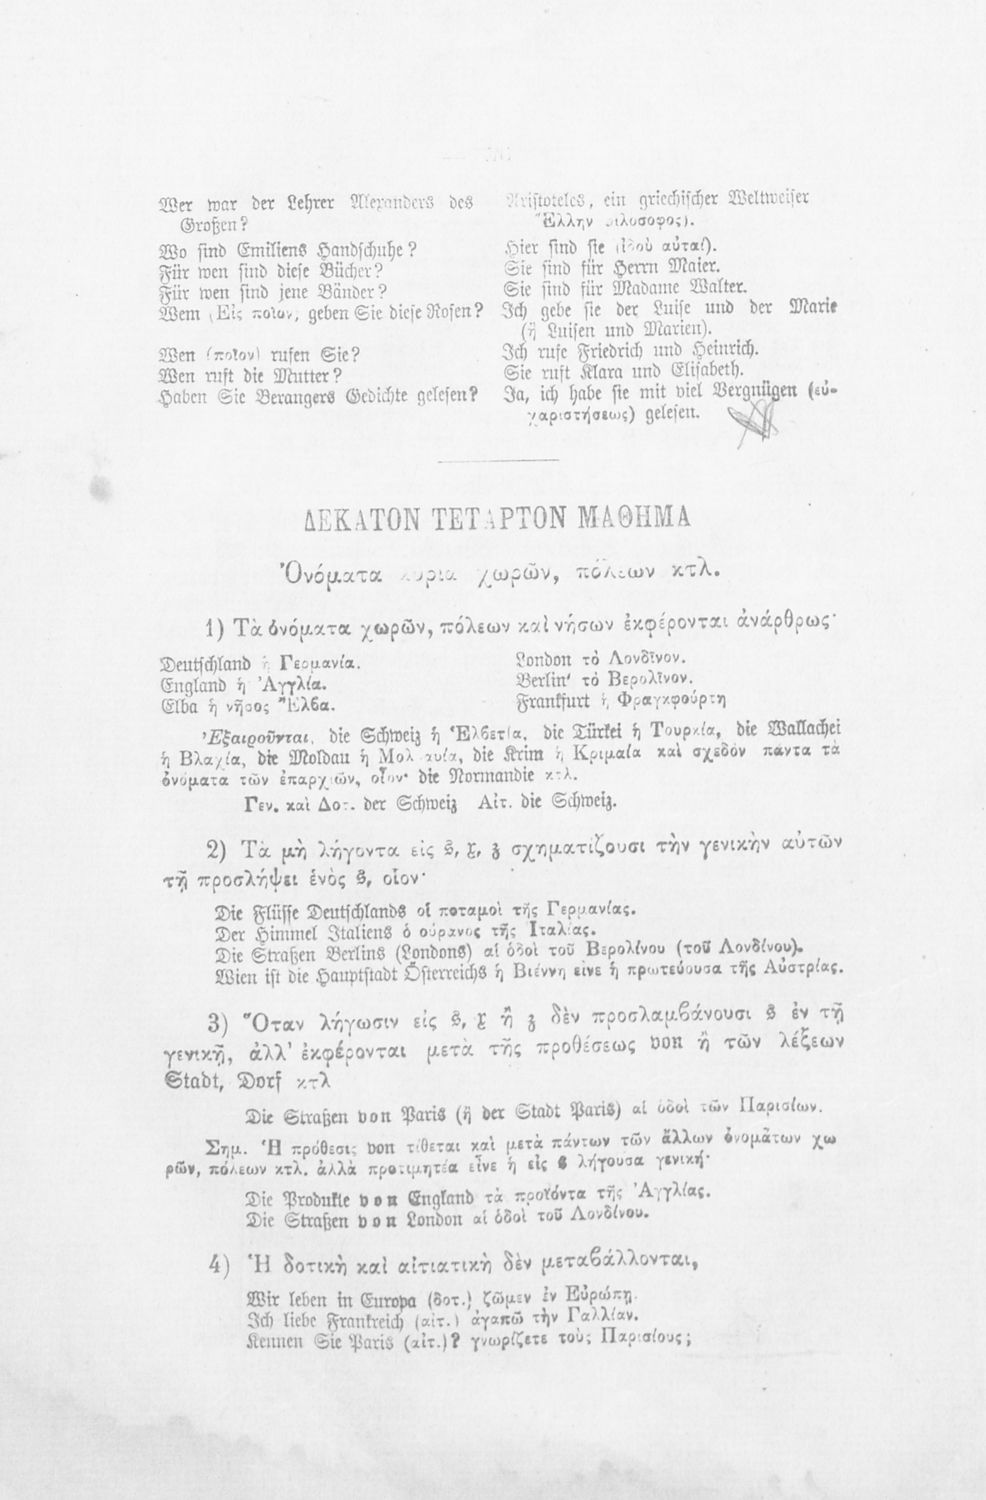 Wer war der Lehrer Alexanders des
Großen?
Aristoteles, ein griechischer Weltweiser
Ἕλλην φιλόσοφος).
Wo sind Emiliens Handschuhe?
Hier sind sie (ἰδοὺ αὗται).
Für wen sind diese Bücher?
Sie sind für Herrn Maier.
Für wen sind jene Bänder?
Sie sind für Madame Walter.
Wem (Εἰς ποῖον; geben Sie diese Rosen?
Ich gebe sie der Luise und der Marie
(ἢ Luisen und Marien).
Wen (ποῖον) rufen Sie?
Ich rufe Friedrich und Heinrich.
Wen ruft die Mutter?
Sie ruft Klara und Elisabeth.
Haben Sie Berangers Gedichte gelesen?
Ja, ich habe sie mit viel Vergnügen (εὐ-
χαριστήσεως) gelesen.
ΔΕΚΑΤΟΝ ΤΕΤΑΡΤΟΝ ΜΑΘΗΜΑ
Ὀνόματα κύρια χωρῶν, πόλεων κτλ.
1) Τὰ ὀνόματα χωρῶν, πόλεων καὶ νήσων ἐκφέρονται ἀνάρθρως·
Deutschland ἡ Γερμανία.
England ἡ Ἀγγλία.
Elba ἡ νῆσος Ἔλβα.
London τὸ Λονδῖνον.
Berlin' τὸ Βερολῖνον.
Frankfurt ἡ Φραγκφούρτη
Ἐξαιροῦνται, die Schweiz ἡ Ἑλβετία, die Türkei ἡ Τουρκία, die Wallachei
ἡ Βλαχία, die Moldau ἡ Μολδαυία, die Krim ἡ Κριμαία καὶ σχεδὸν πάντα τὰ
ὀνόματα τῶν ἐπαρχιῶν, οἷον· die Normandie κτλ.
Γεν. καὶ Δοτ. der Schweiz Αἰτ. die Schweiz.
2) Τὰ μὴ λήγοντα εἰς s, x, z σχηματίζουσι τὴν γενικὴν αὐτῶν
τῇ προσλήψει ἑνὸς s, οἷον·
Die Flüsse Deutschlands οἱ ποταμοὶ τῆς Γερμανίας.
Der Himmel Italiens ὁ οὐρανὸς τῆς Ἰταλίας.
Die Straßen Berlins (Londons) αἱ ὁδοὶ τοῦ Βερολίνου (τοῦ Λονδίνου).
Wien ist die Hauptstadt Österreichs ἡ Βιέννη εἶνε ἡ πρωτεύουσα τῆς Αὐστρίας.
3) Ὅταν λήγωσιν εἰς s, x ἢ z δὲν προσλαμβάνουσι s ἐν τῇ
γενικῇ, ἀλλ' ἐκφέρονται μετὰ τῆς προθέσεως von ἢ τῶν λέξεων
Stadt, Dorf κτλ
Die Straßen von Paris (ἢ der Stadt Paris) αἱ ὁδοὶ τῶν Παρισίων.
Σημ. Ἡ πρόθεσις von τίθεται καὶ μετὰ πάντων τῶν ἄλλων ὀνομάτων χω
ρῶν, πόλεων κτλ. ἀλλὰ προτιμητέα εἶνε ἡ εἰς s λήγουσα γενική·
Die Produkte von England τὰ προϊόντα τῆς Ἀγγλίας.
Die Straßen von London αἱ ὁδοὶ τοῦ Λονδίνου.
4) Ἡ δοτικὴ καὶ αἰτιατικὴ δὲν μεταβάλλονται,
Wir leben in Europa (δοτ.) ζῶμεν ἐν Εὐρώπῃ.
Ich liebe Frankreich (αἰτ.) ἀγαπῶ τὴν Γαλλίαν.
Kennen Sie Paris (αἰτ.)? γνωρίζετε τοὺς Παρισίους;